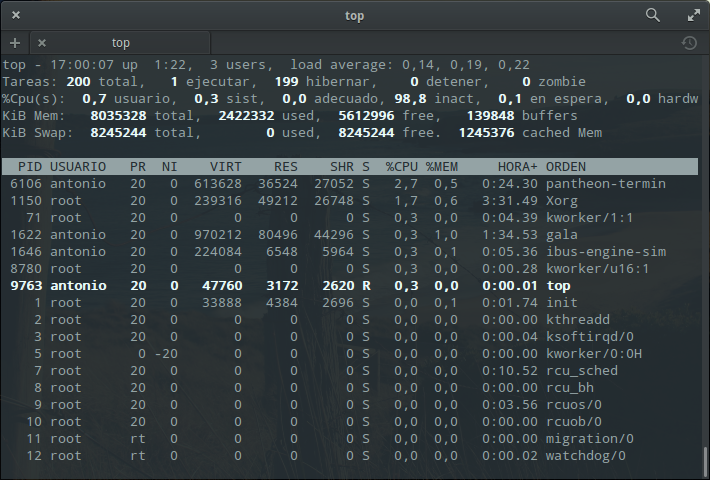 top
top
top - 17:00:07 up  1:22,  3 users,  load average: 0,14, 0,19, 0,22
Tareas: 200 total,   1 ejecutar,  199 hibernar,    0 detener,    0 zombie
%Cpu(s):  0,7 usuario,  0,3 sist,  0,0 adecuado, 98,8 inact,  0,1 en espera,  0,0 hardw
KiB Mem:   8035328 total,  2422332 used,  5612996 free,   139848 buffers
KiB Swap:  8245244 total,        0 used,  8245244 free.  1245376 cached Mem
PID USUARIO   PR  NI    VIRT    RES    SHR S  %CPU %MEM     HORA+ ORDEN
6106 antonio   20   0  613628  36524  27052 S   2,7  0,5   0:24.30 pantheon-termin
1150 root      20   0  239316  49212  26748 S   1,7  0,6   3:31.49 Xorg
71 root      20   0       0      0      0 S   0,3  0,0   0:04.39 kworker/1:1
1622 antonio   20   0  970212  80496  44296 S   0,3  1,0   1:34.53 gala
1646 antonio   20   0  224084   6548   5964 S   0,3  0,1   0:05.36 ibus-engine-sim
8780 root      20   0       0      0      0 S   0,3  0,0   0:00.28 kworker/u16:1
9763 antonio   20   0   47760   3172   2620 R   0,3  0,0   0:00.01 top
1 root      20   0   33888   4384   2696 S   0,0  0,1   0:01.74 init
2 root      20   0       0      0      0 S   0,0  0,0   0:00.00 kthreadd
3 root      20   0       0      0      0 S   0,0  0,0   0:00.04 ksoftirqd/0
5 root       0 -20       0      0      0 S   0,0  0,0   0:00.00 kworker/0:0H
7 root      20   0       0      0      0 S   0,0  0,0   0:10.52 rcu_sched
8 root      20   0       0      0      0 S   0,0  0,0   0:00.00 rcu_bh
9 root      20   0       0      0      0 S   0,0  0,0   0:03.56 rcuos/0
10 root      20   0       0      0      0 S   0,0  0,0   0:00.00 rcuob/0
11 root      rt   0       0      0      0 S   0,0  0,0   0:00.00 migration/0
12 root      rt   0       0      0      0 S   0,0  0,0   0:00.02 watchdog/0